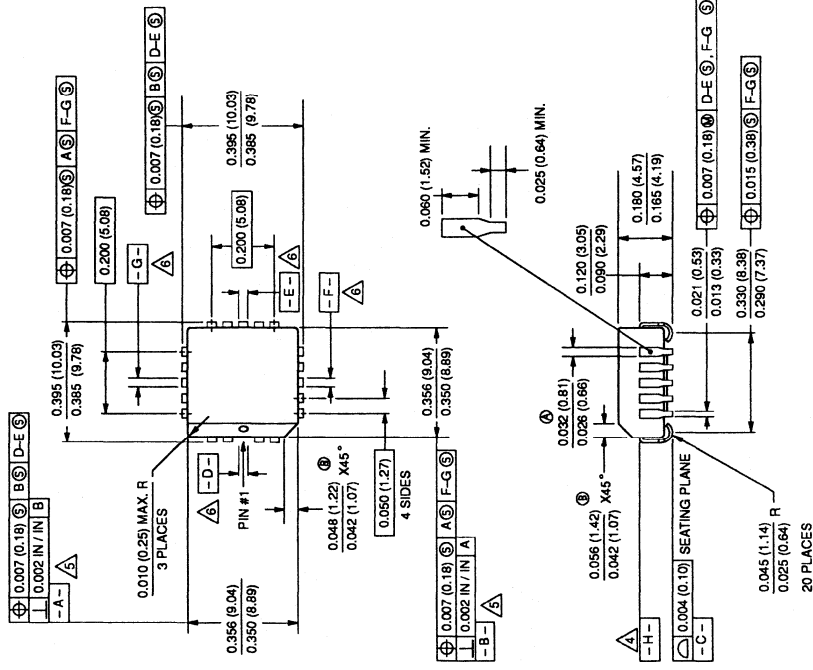 ⌖ 0.007 (0.18) Ⓢ B Ⓢ D-E Ⓢ
⊥ 0.002 IN / IN B
- A -
5
0.395 (10.03)
0.385 (9.78)
⌖ 0.007 (0.18) Ⓢ A Ⓢ F-G Ⓢ
0.200 (5.08)
- G -
6
⌖ 0.007 (0.18) Ⓢ B Ⓢ D-E Ⓢ
0.395 (10.03)
0.385 (9.78)
0.010 (0.25) MAX. R
3 PLACES
- D -
6
PIN #1
0.200 (5.08)
- E -
6
- F -
6
0.356 (9.04)
0.350 (8.89)
Ⓑ
0.048 (1.22)
0.042 (1.07)
X45°
0.050 (1.27)
4 SIDES
0.356 (9.04)
0.350 (8.89)
0.060 (1.52) MIN.
0.025 (0.64) MIN.
⌖ 0.007 (0.18) Ⓢ A Ⓢ F-G Ⓢ
⊥ 0.002 IN / IN A
- B -
5
Ⓐ
0.032 (0.81)
0.026 (0.66)
0.120 (3.05)
0.090 (2.29)
0.180 (4.57)
0.165 (4.19)
Ⓑ
0.056 (1.42)
0.042 (1.07)
X45°
4
- H -
⌓ 0.004 (0.10) SEATING PLANE
- C -
0.045 (1.14)
0.025 (0.64)
R
20 PLACES
⌖ 0.007 (0.18) Ⓜ D-E Ⓢ, F-G Ⓢ
0.021 (0.53)
0.013 (0.33)
⌖ 0.015 (0.38) Ⓢ F-G Ⓢ
0.330 (8.38)
0.290 (7.37)